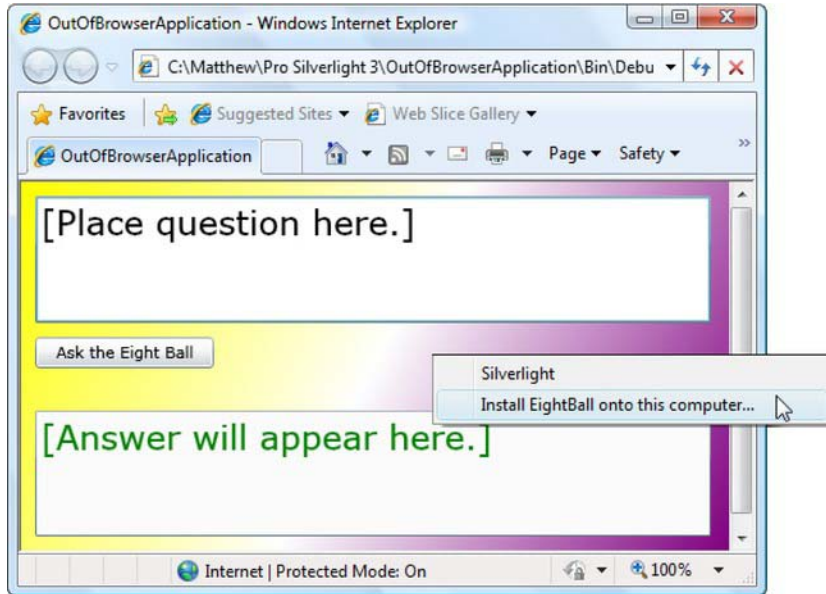 OutOfBrowserApplication - Windows Internet Explorer
C:\Matthew\Pro Silverlight 3\OutOfBrowserApplication\Bin\Debu
Favorites Suggested Sites Web Slice Gallery
OutOfBrowserApplication Page Safety »
[Place question here.]
Ask the Eight Ball
Silverlight
Install EightBall onto this computer...
[Answer will appear here.]
Internet | Protected Mode: On 100%